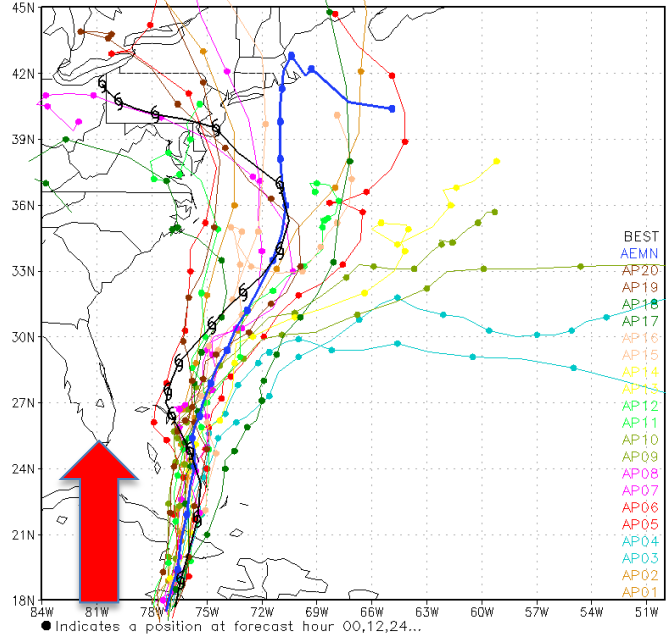 45N
42N
39N
36N
33N
30N
27N
24N
21N
18N
84W 81W 78W 75W 72W 69W 66W 63W 60W 57W 54W 51W
BEST
AEMN
AP20
AP19
AP18
AP17
AP16
AP15
AP14
AP13
AP12
AP11
AP10
AP09
AP08
AP07
AP06
AP05
AP04
AP03
AP02
AP01
Indicates a position at forecast hour 00,12,24...